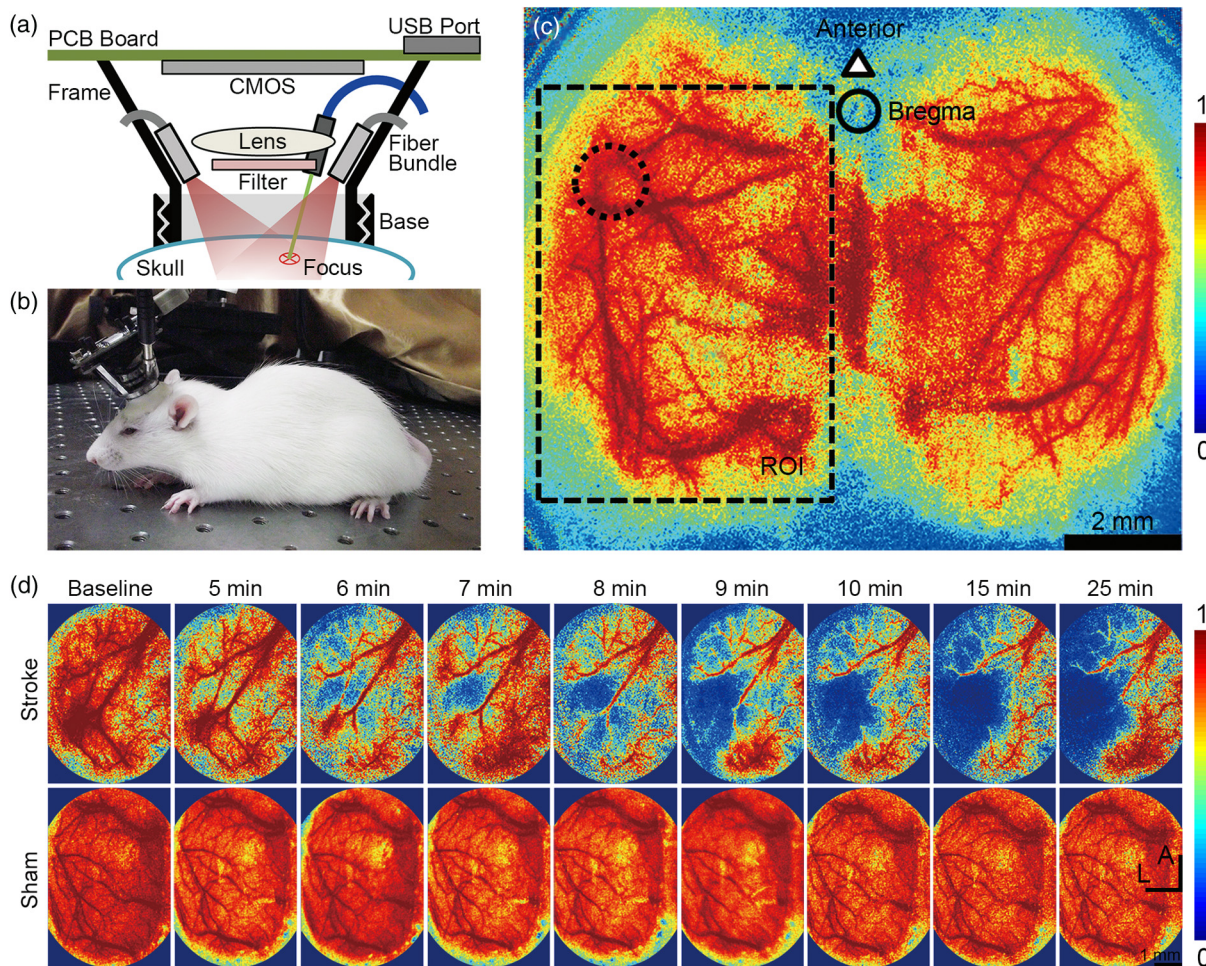 (a)
PCB Board
USB Port
CMOS
Frame
Lens
Fiber
Bundle
Filter
Base
Skull
Focus
(b)
(c)
Anterior
Bregma
ROI
2 mm
1
0
(d)
Baseline
5 min
6 min
7 min
8 min
9 min
10 min
15 min
25 min
Stroke
Sham
A
L
1 mm
1
0